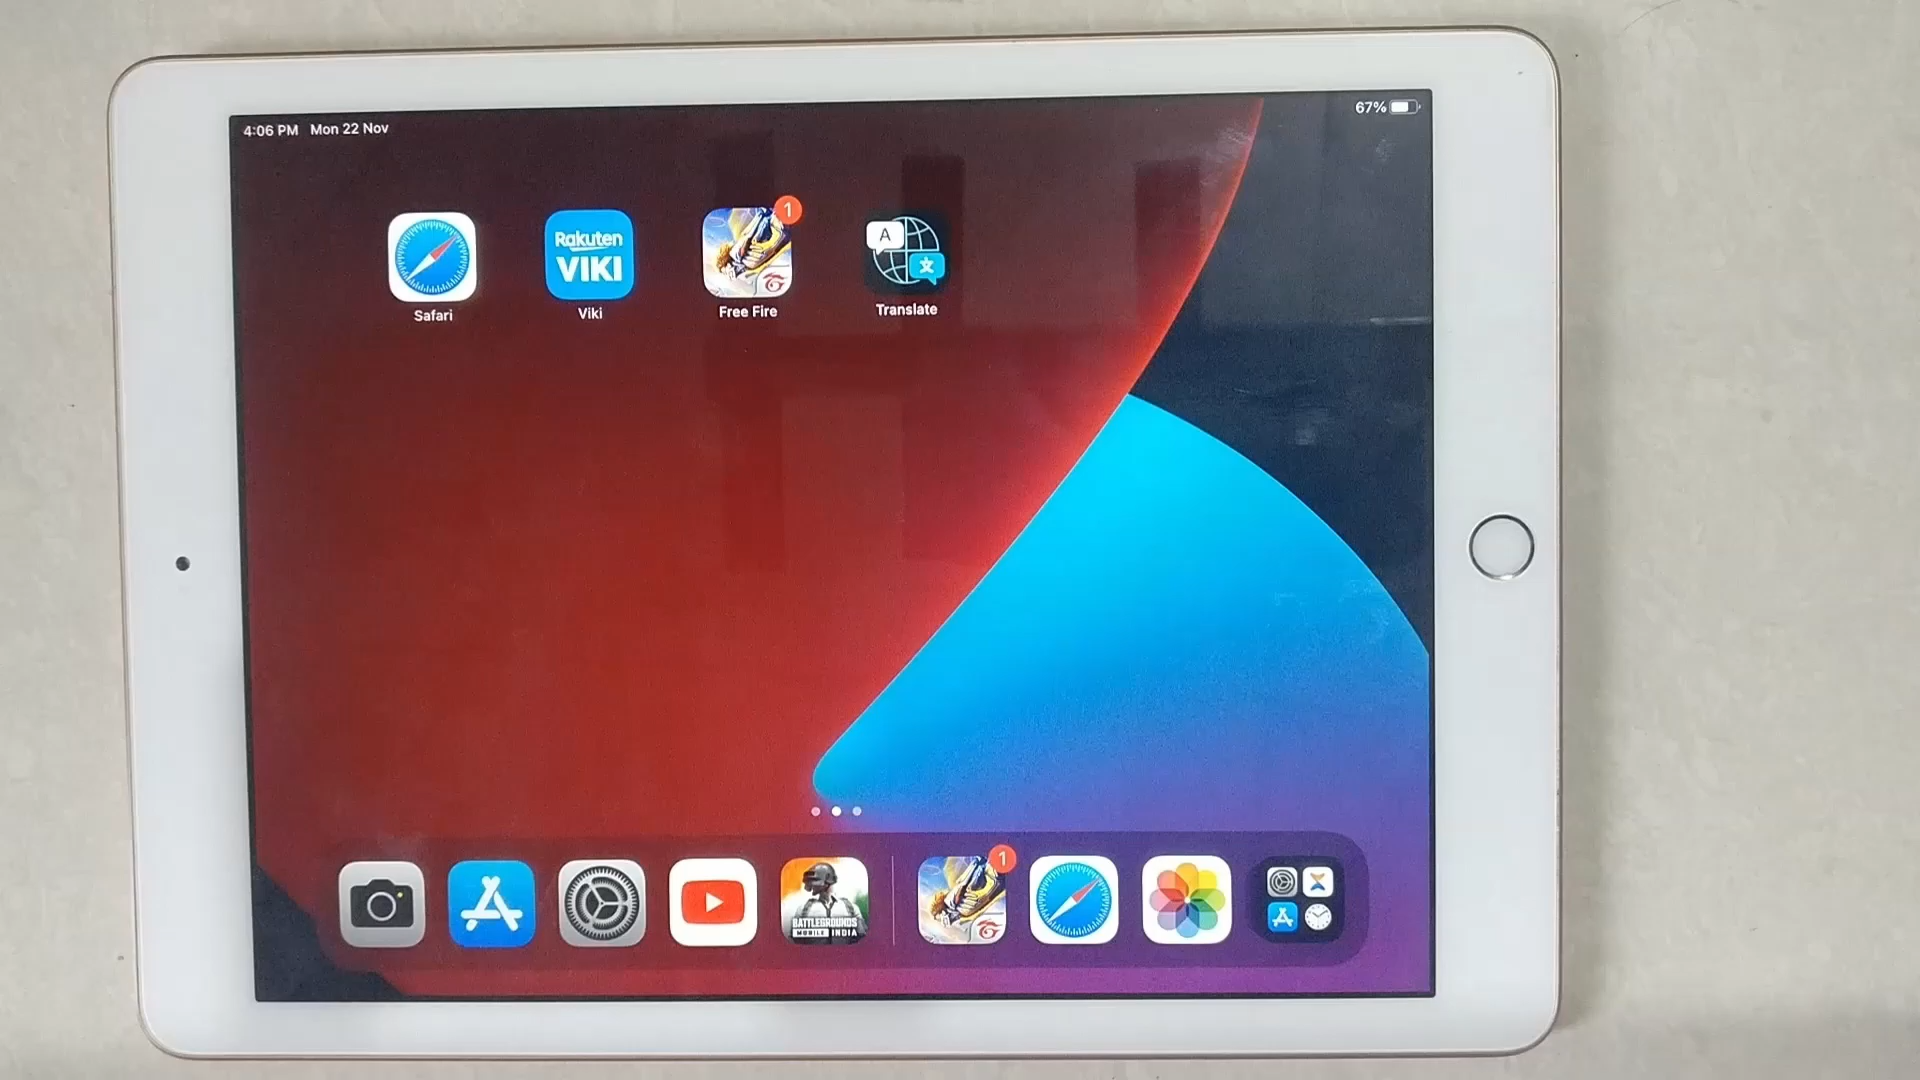 4:06 PM Mon 22 Nov
67%
Rakuten
VIKI
1
A
文
Safari
Viki
Free Fire
Translate
1
BATTLEGROUNDS
MOBILE INDIA